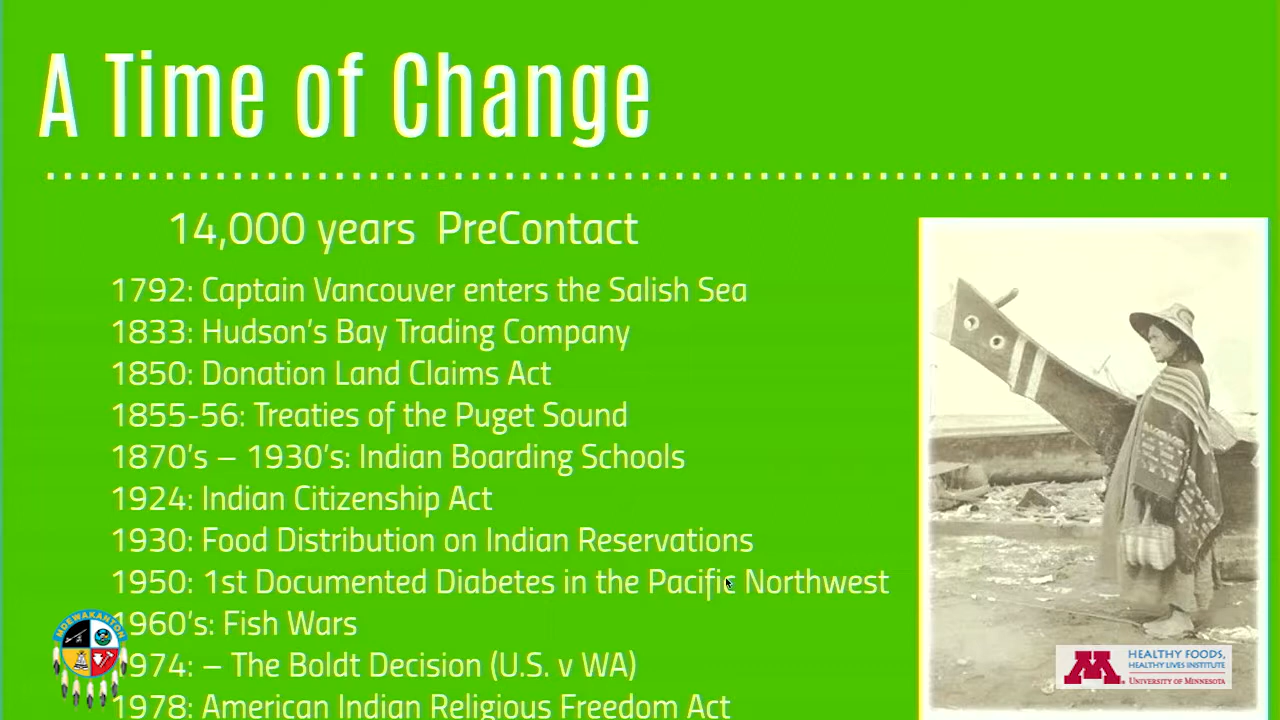 A Time of Change
14,000 years PreContact
1792: Captain Vancouver enters the Salish Sea
1833: Hudson's Bay Trading Company
1850: Donation Land Claims Act
1855-56: Treaties of the Puget Sound
1870's – 1930's: Indian Boarding Schools
1924: Indian Citizenship Act
1930: Food Distribution on Indian Reservations
1950: 1st Documented Diabetes in the Pacific Northwest
1960's: Fish Wars
1974: – The Boldt Decision (U.S. v WA)
1978: American Indian Religious Freedom Act
MDEWAKANTON
M
HEALTHY FOODS,
HEALTHY LIVES INSTITUTE
UNIVERSITY OF MINNESOTA